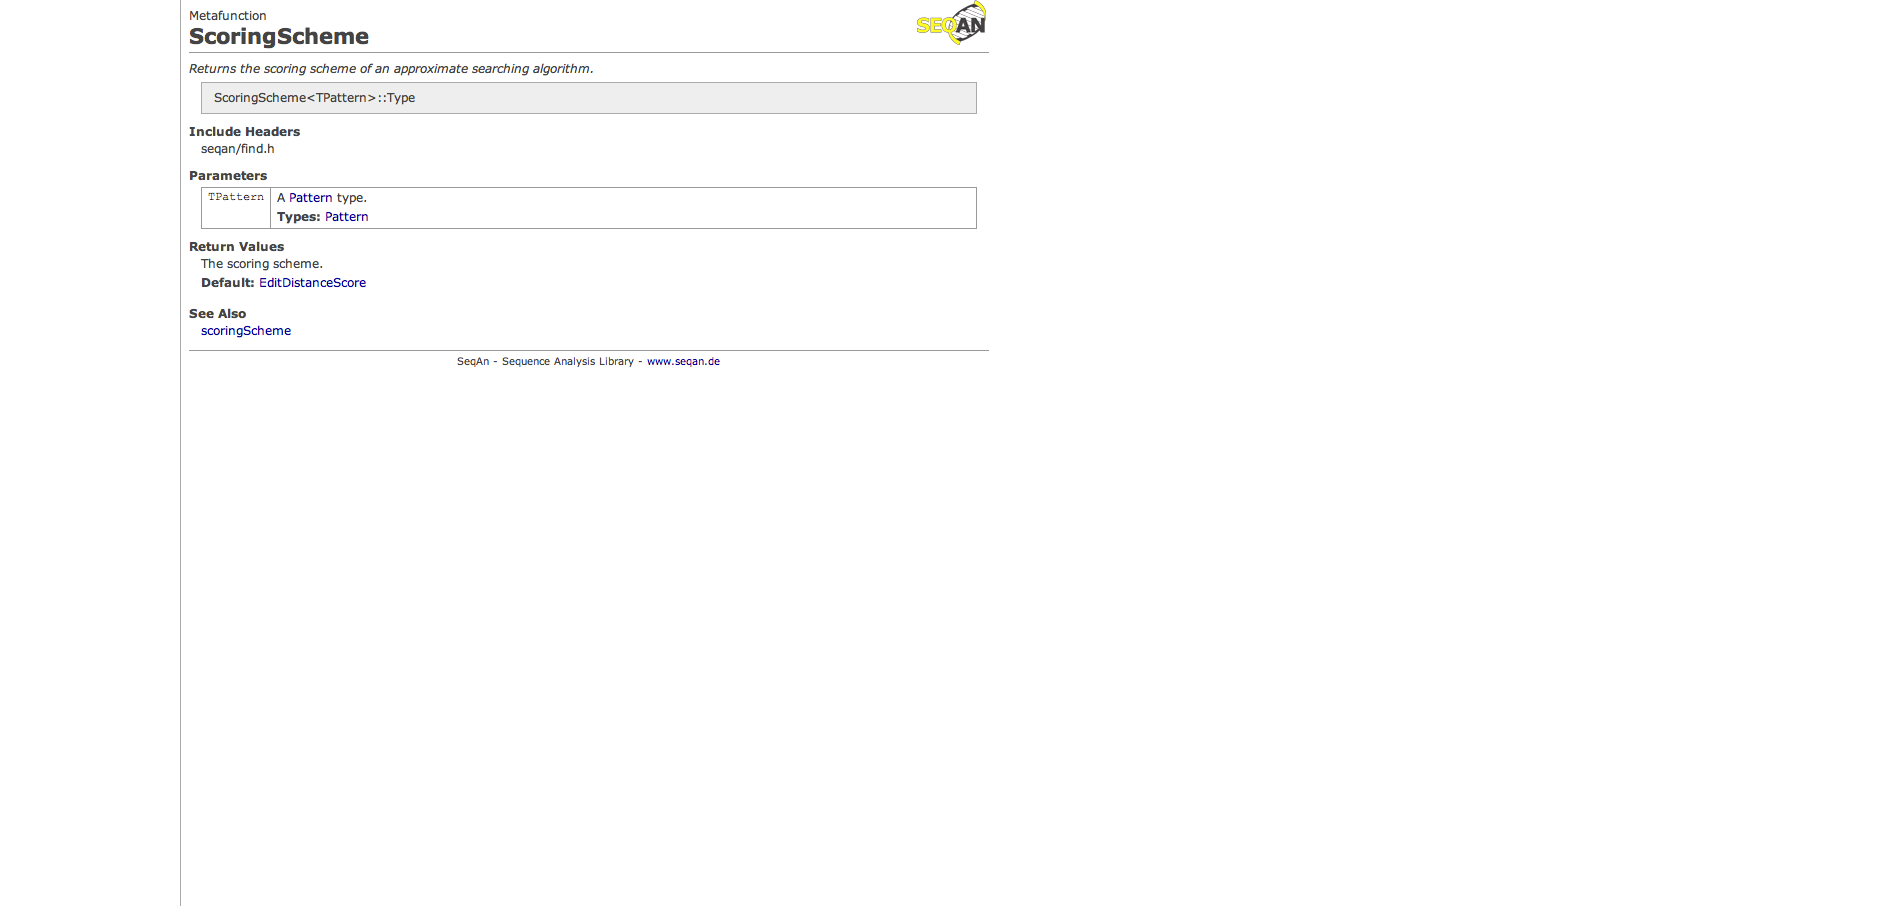 Metafunction
ScoringScheme
SEQAN
Returns the scoring scheme of an approximate searching algorithm.
ScoringScheme<TPattern>::Type
Include Headers
seqan/find.h
Parameters
TPattern A Pattern type.
Types: Pattern
Return Values
The scoring scheme.
Default: EditDistanceScore
See Also
scoringScheme
SeqAn - Sequence Analysis Library - www.seqan.de